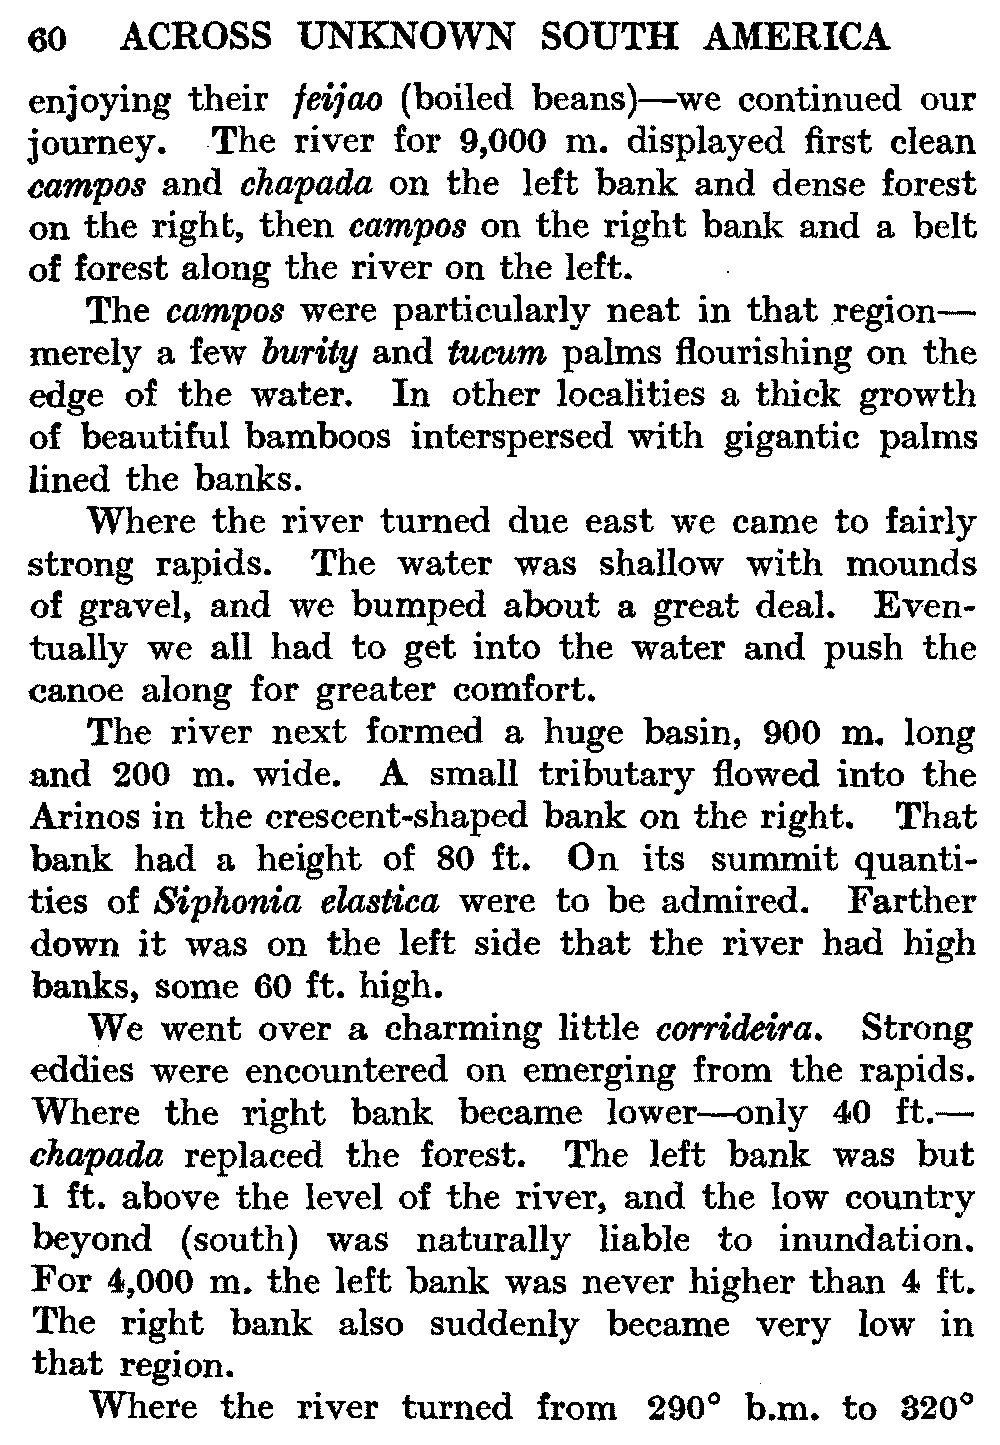 60 ACROSS UNKNOWN SOUTH AMERICA
enjoying their feijao (boiled beans)—we continued our
journey. The river for 9,000 m. displayed first clean
campos and chapada on the left bank and dense forest
on the right, then campos on the right bank and a belt
of forest along the river on the left.
The campos were particularly neat in that region—
merely a few burity and tucum palms flourishing on the
edge of the water. In other localities a thick growth
of beautiful bamboos interspersed with gigantic palms
lined the banks.
Where the river turned due east we came to fairly
strong rapids. The water was shallow with mounds
of gravel, and we bumped about a great deal. Even-
tually we all had to get into the water and push the
canoe along for greater comfort.
The river next formed a huge basin, 900 m. long
and 200 m. wide. A small tributary flowed into the
Arinos in the crescent-shaped bank on the right. That
bank had a height of 80 ft. On its summit quanti-
ties of Siphonia elastica were to be admired. Farther
down it was on the left side that the river had high
banks, some 60 ft. high.
We went over a charming little corrideira. Strong
eddies were encountered on emerging from the rapids.
Where the right bank became lower—only 40 ft.—
chapada replaced the forest. The left bank was but
1 ft. above the level of the river, and the low country
beyond (south) was naturally liable to inundation.
For 4,000 m. the left bank was never higher than 4 ft.
The right bank also suddenly became very low in
that region.
Where the river turned from 290° b.m. to 320°